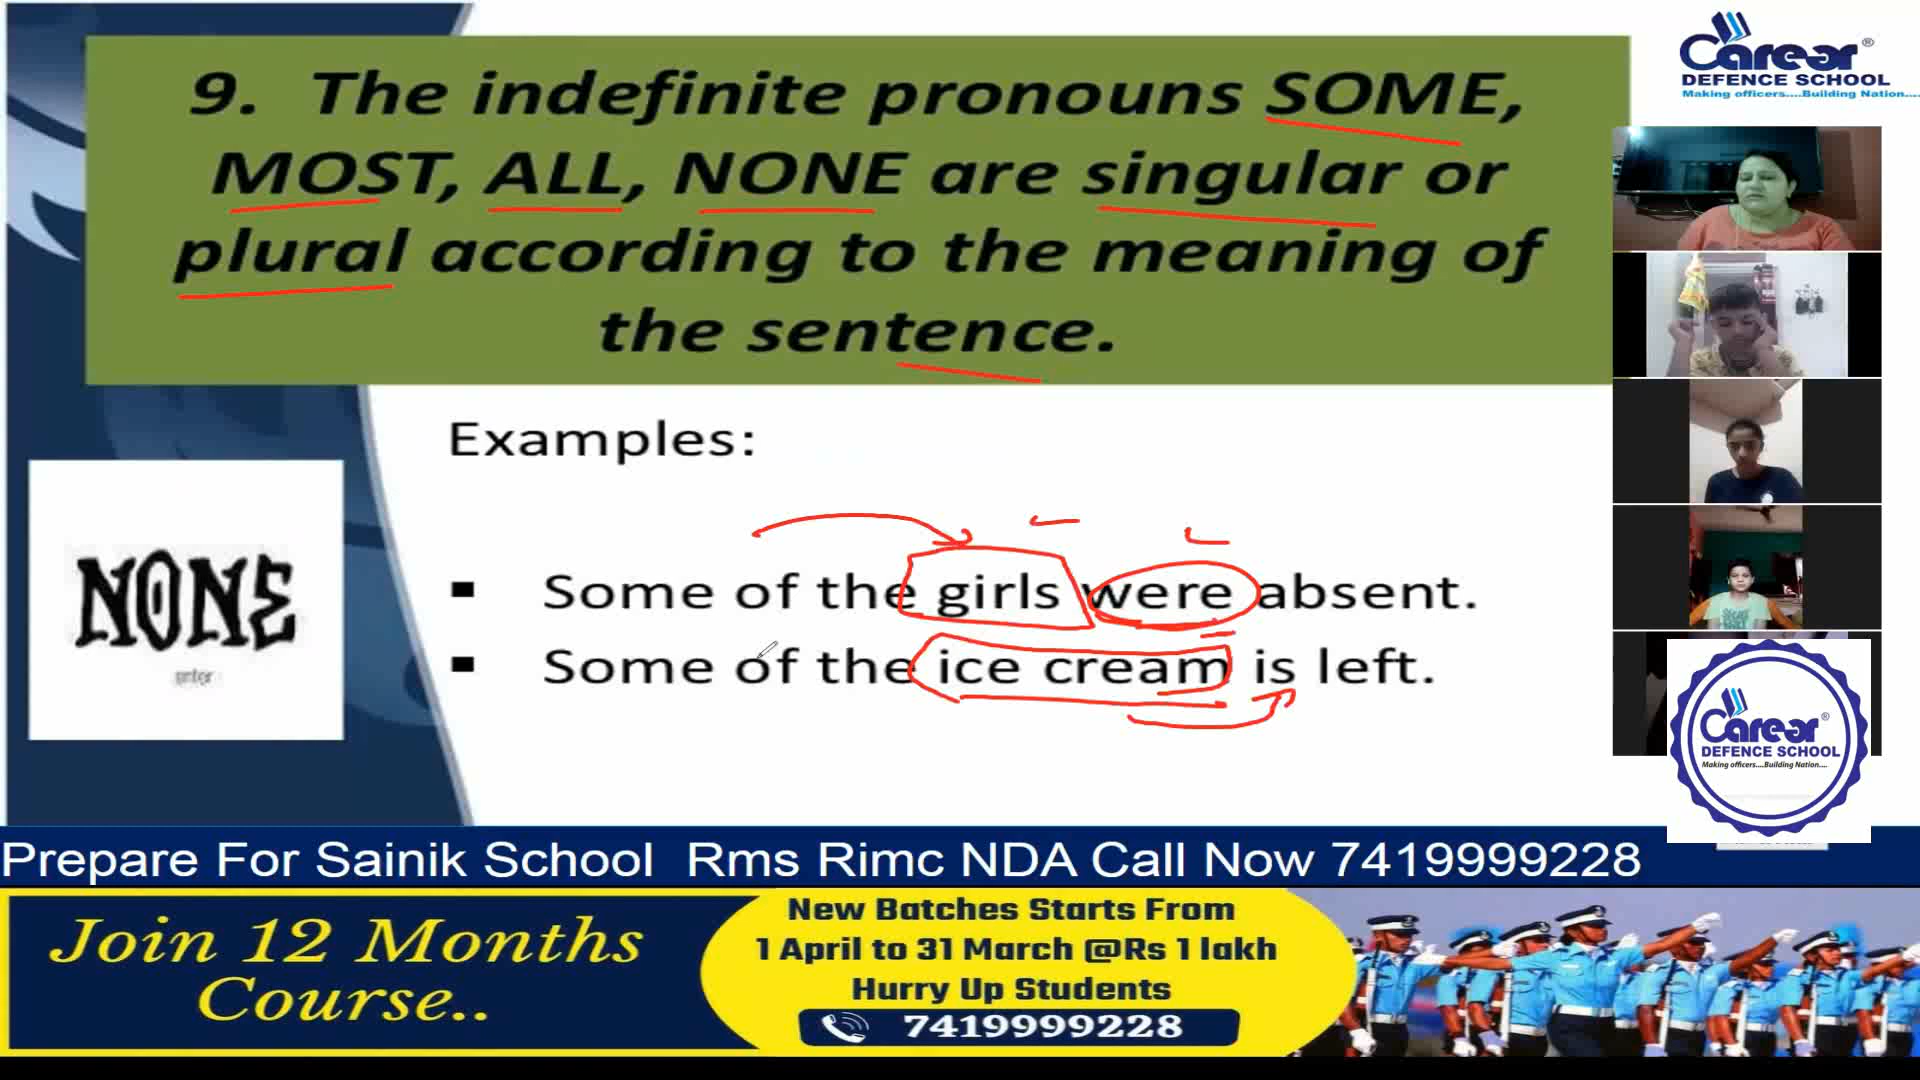 9. The indefinite pronouns SOME,
MOST, ALL, NONE are singular or
plural according to the meaning of
the sentence.
Examples:
▪ Some of the girls were absent.
▪ Some of the ice cream is left.
NONE
enter
Carear®
DEFENCE SCHOOL
Making officers....Building Nation....
Carear®
DEFENCE SCHOOL
Making officers....Building Nation....
Prepare For Sainik School Rms Rimc NDA Call Now 7419999228
Join 12 Months
Course..
New Batches Starts From
1 April to 31 March @Rs 1 lakh
Hurry Up Students
7419999228